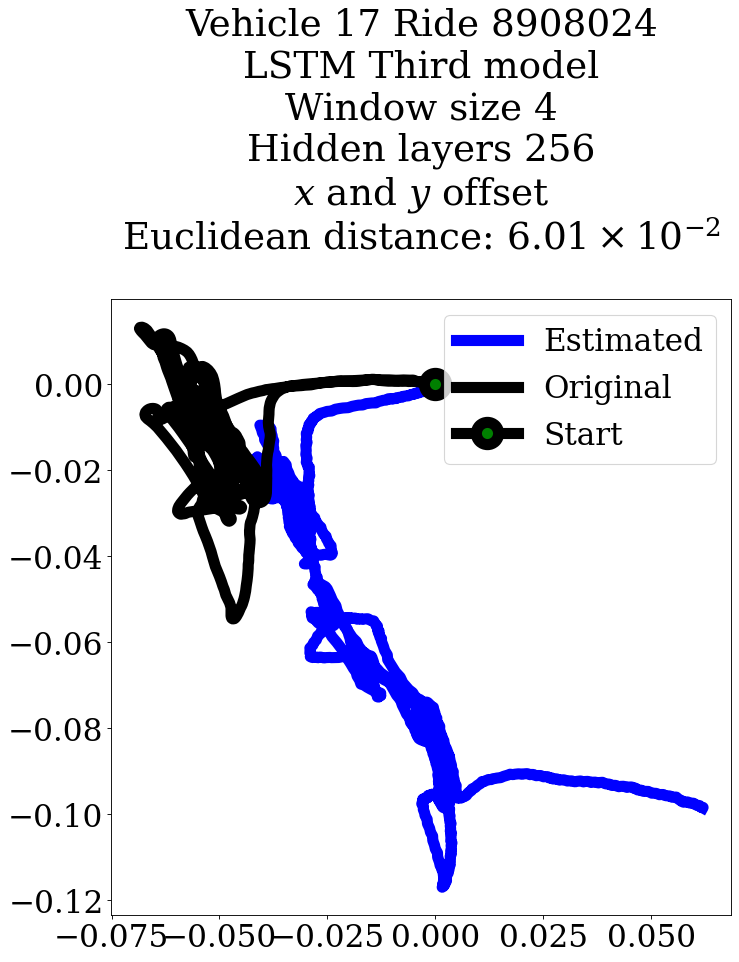 Vehicle 17 Ride 8908024
LSTM Third model
Window size 4
Hidden layers 256
x and y offset
Euclidean distance: 6.01 × 10⁻²
Estimated
Original
Start
0.00
−0.02
−0.04
−0.06
−0.08
−0.10
−0.12
−0.075 −0.050 −0.025 0.000 0.025 0.050